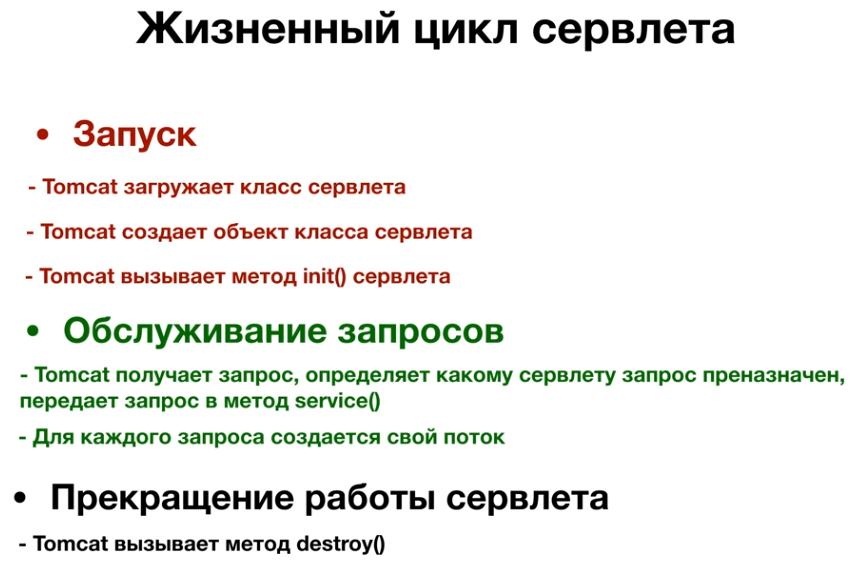 Жизненный цикл сервлета
• Запуск
- Tomcat загружает класс сервлета
- Tomcat создает объект класса сервлета
- Tomcat вызывает метод init() сервлета
• Обслуживание запросов
- Tomcat получает запрос, определяет какому сервлету запрос преназначен,
передает запрос в метод service()
- Для каждого запроса создается свой поток
• Прекращение работы сервлета
- Tomcat вызывает метод destroy()